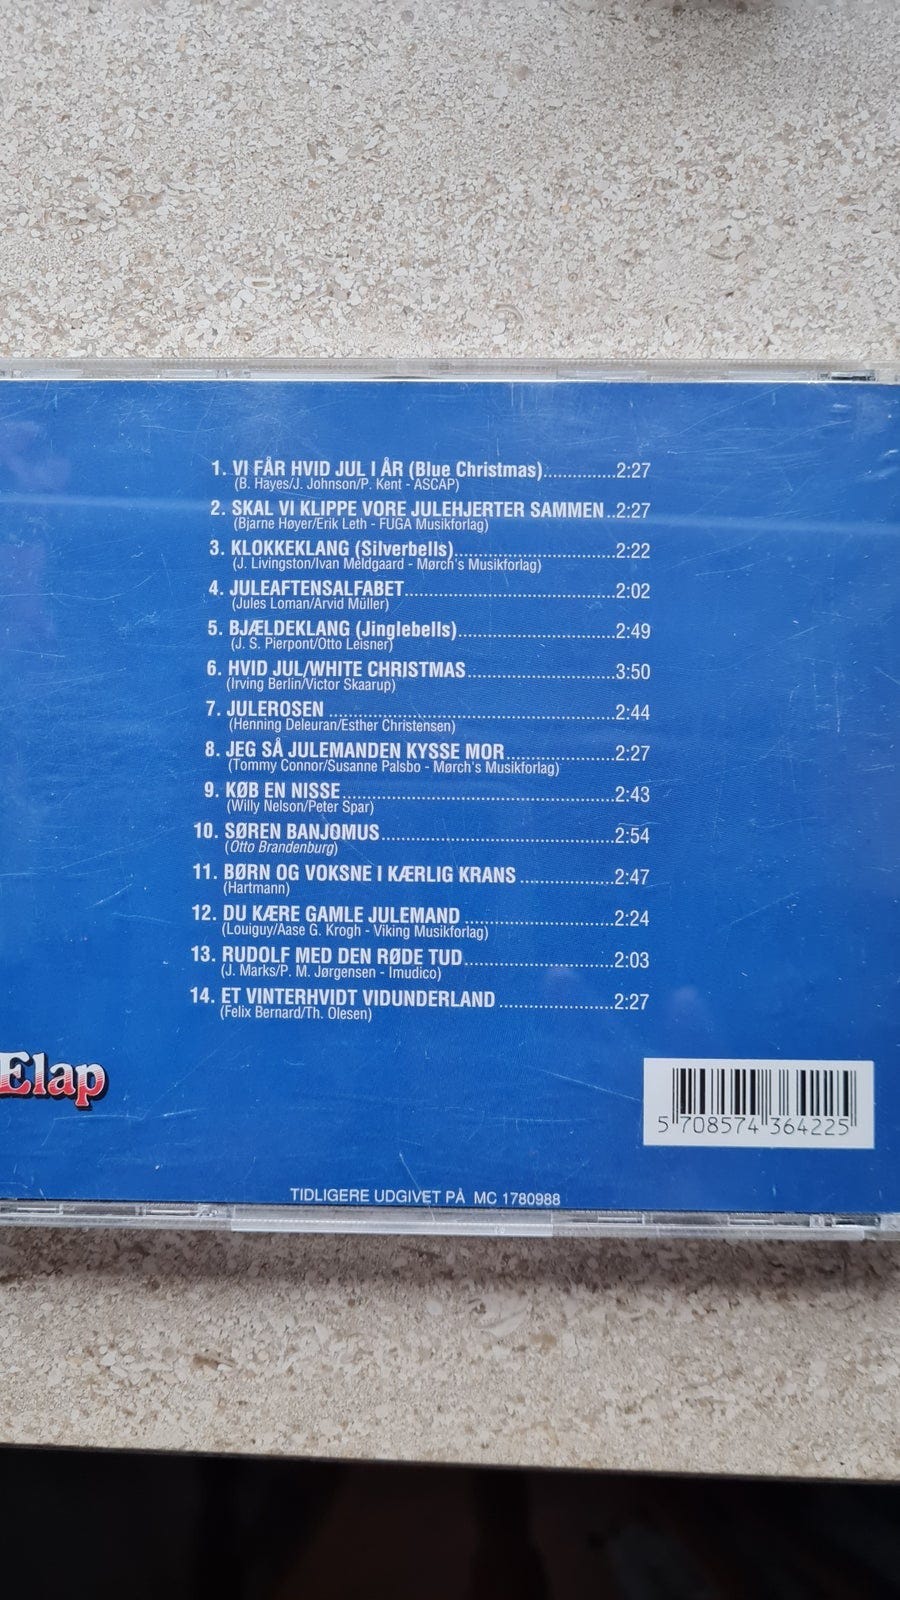 1. VI FÅR HVID JUL I ÅR (Blue Christmas).............2:27
(B. Hayes/J. Johnson/P. Kent - ASCAP)
2. SKAL VI KLIPPE VORE JULEHJERTER SAMMEN..2:27
(Bjarne Høyer/Erik Leth - FUGA Musikforlag)
3. KLOKKEKLANG (Silverbells)............................2:22
(J. Livingston/Ivan Meldgaard - Mørch's Musikforlag)
4. JULEAFTENSALFABET....................................2:02
(Jules Loman/Arvid Müller)
5. BJÆLDEKLANG (Jinglebells)...........................2:49
(J. S. Pierpont/Otto Leisner)
6. HVID JUL/WHITE CHRISTMAS..........................3:50
(Irving Berlin/Victor Skaarup)
7. JULEROSEN ..................................................2:44
(Henning Deleuran/Esther Christensen)
8. JEG SÅ JULEMANDEN KYSSE MOR...................2:27
(Tommy Connor/Susanne Palsbo - Mørch's Musikforlag)
9. KØB EN NISSE...............................................2:43
(Willy Nelson/Peter Spar)
10. SØREN BANJOMUS.........................................2:54
(Otto Brandenburg)
11. BØRN OG VOKSNE I KÆRLIG KRANS ................2:47
(Hartmann)
12. DU KÆRE GAMLE JULEMAND ..........................2:24
(Louiguy/Aase G. Krogh - Viking Musikforlag)
13. RUDOLF MED DEN RØDE TUD..........................2:03
(J. Marks/P. M. Jørgensen - Imudico)
14. ET VINTERHVIDT VIDUNDERLAND ....................2:27
(Felix Bernard/Th. Olesen)
Elap
5 708574 364225
TIDLIGERE UDGIVET PÅ MC 1780988